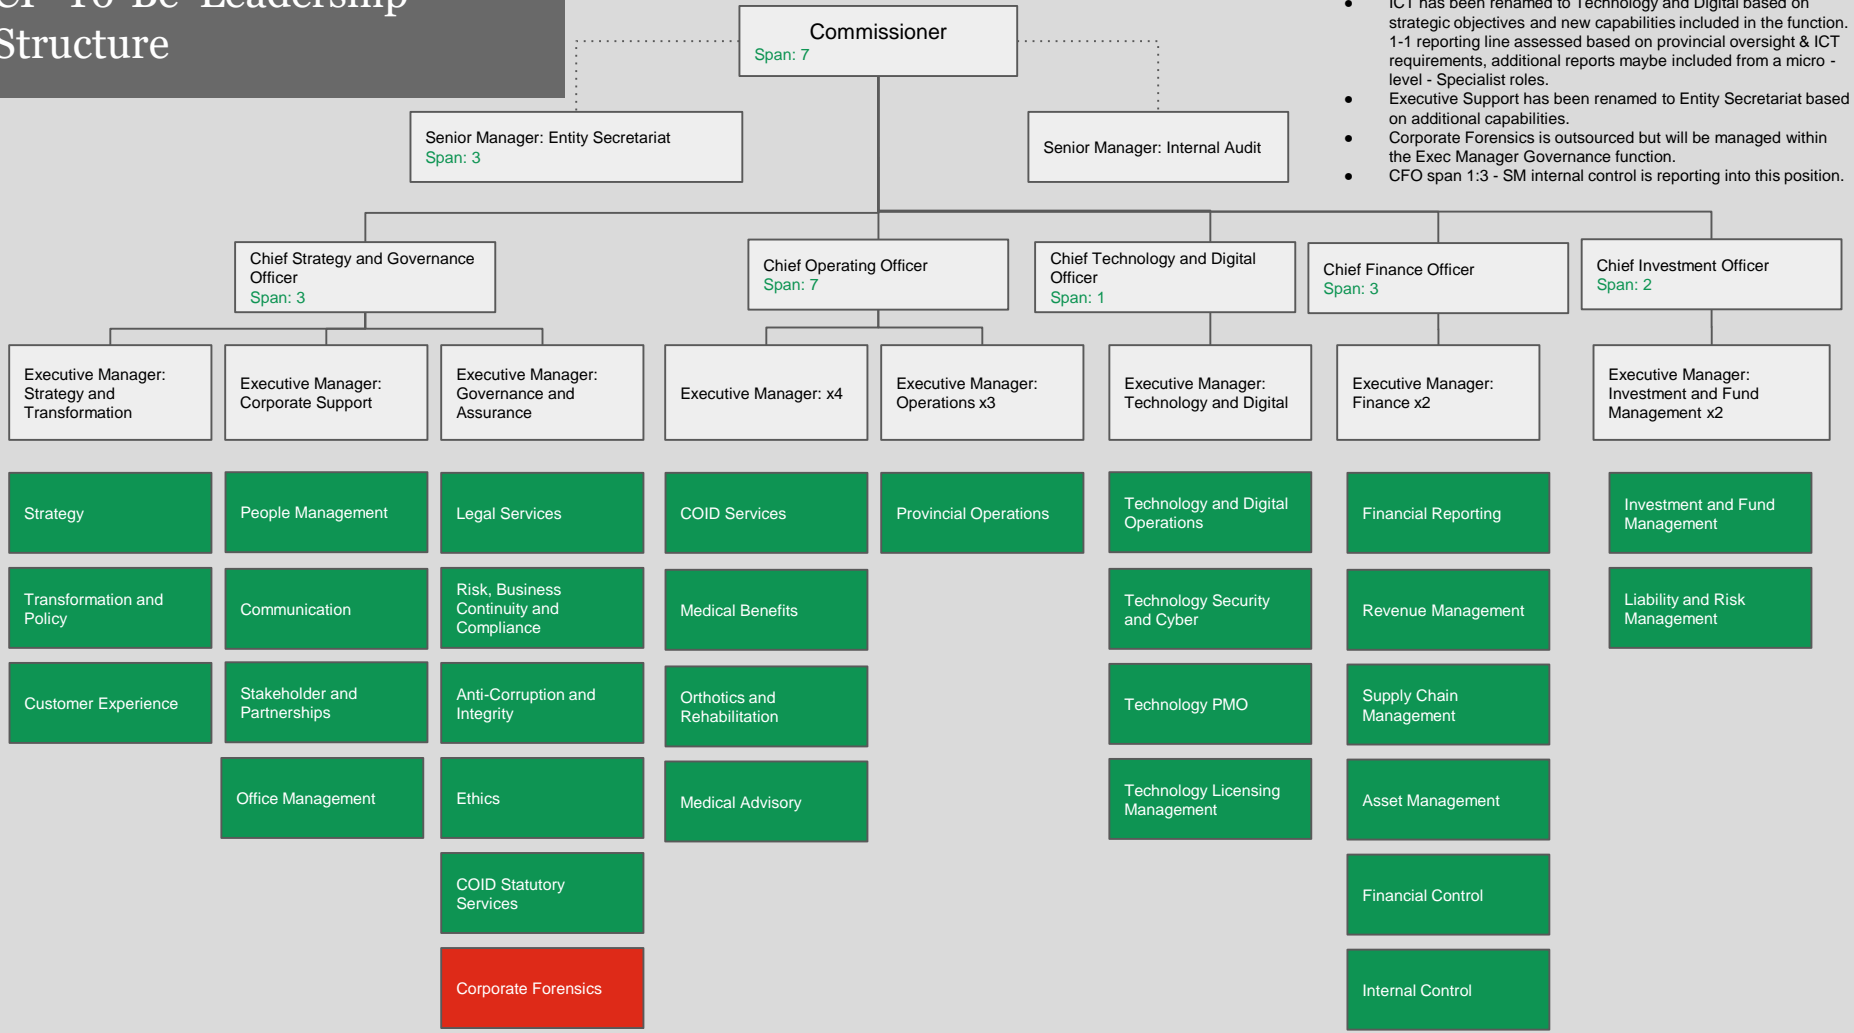 CF 'To-Be' Leadership
Structure
Commissioner
Span: 7
ICT has been renamed to Technology and Digital based on
strategic objectives and new capabilities included in the function.
1-1 reporting line assessed based on provincial oversight & ICT
requirements, additional reports maybe included from a micro -
level - Specialist roles.
● Executive Support has been renamed to Entity Secretariat based
on additional capabilities.
● Corporate Forensics is outsourced but will be managed within
the Exec Manager Governance function.
● CFO span 1:3 - SM internal control is reporting into this position.
Senior Manager: Entity Secretariat
Span: 3
Senior Manager: Internal Audit
Chief Strategy and Governance
Officer
Span: 3
Chief Operating Officer
Span: 7
Chief Technology and Digital
Officer
Span: 1
Chief Finance Officer
Span: 3
Chief Investment Officer
Span: 2
Executive Manager:
Strategy and
Transformation
Executive Manager:
Corporate Support
Executive Manager:
Governance and
Assurance
Executive Manager: x4
Executive Manager:
Operations x3
Executive Manager:
Technology and Digital
Executive Manager:
Finance x2
Executive Manager:
Investment and Fund
Management x2
Strategy
People Management
Legal Services
COID Services
Provincial Operations
Technology and Digital
Operations
Financial Reporting
Investment and Fund
Management
Transformation and
Policy
Communication
Risk, Business
Continuity and
Compliance
Medical Benefits
Technology Security
and Cyber
Revenue Management
Liability and Risk
Management
Customer Experience
Stakeholder and
Partnerships
Anti-Corruption and
Integrity
Orthotics and
Rehabilitation
Technology PMO
Supply Chain
Management
Office Management
Ethics
Medical Advisory
Technology Licensing
Management
Asset Management
COID Statutory
Services
Financial Control
Corporate Forensics
Internal Control